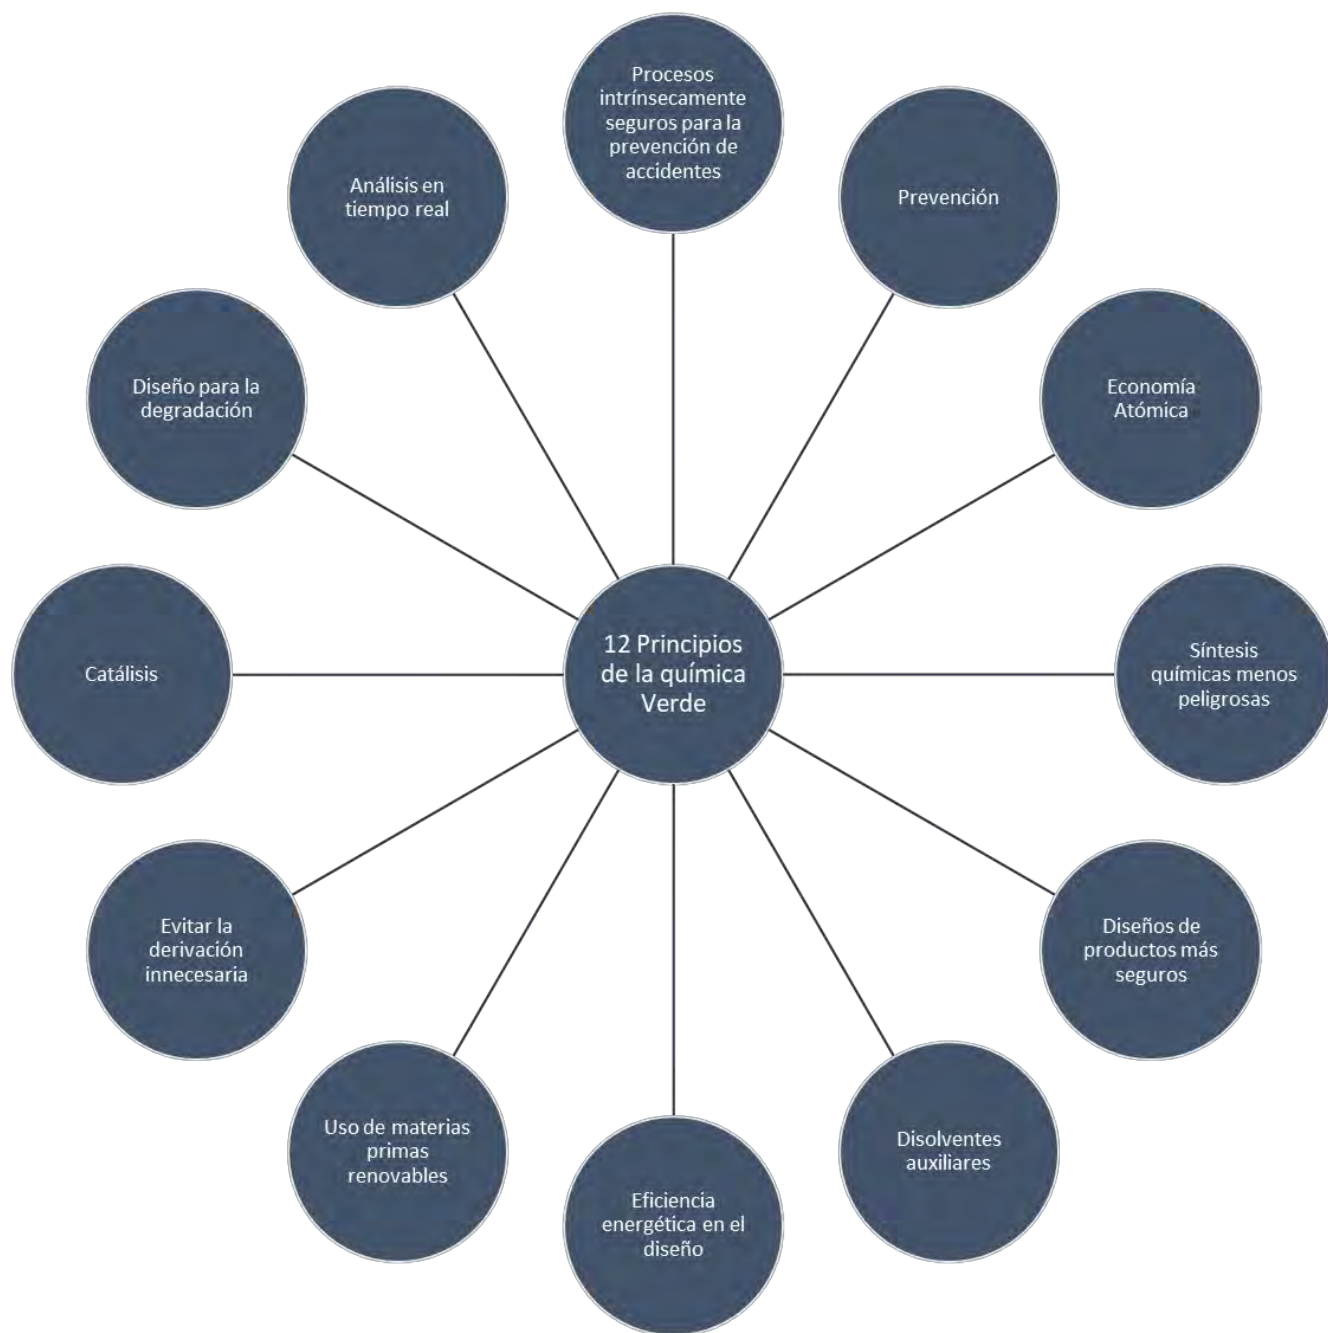 Procesos
intrínsecamente
seguros para la
prevención de
accidentes
Prevención
Economía
Atómica
Síntesis
químicas menos
peligrosas
Diseños de
productos más
seguros
Disolventes
auxiliares
Eficiencia
energética en el
diseño
Uso de materias
primas
renovables
Evitar la
derivación
innecesaria
Catálisis
Diseño para la
degradación
Análisis en
tiempo real
12 Principios
de la química
Verde